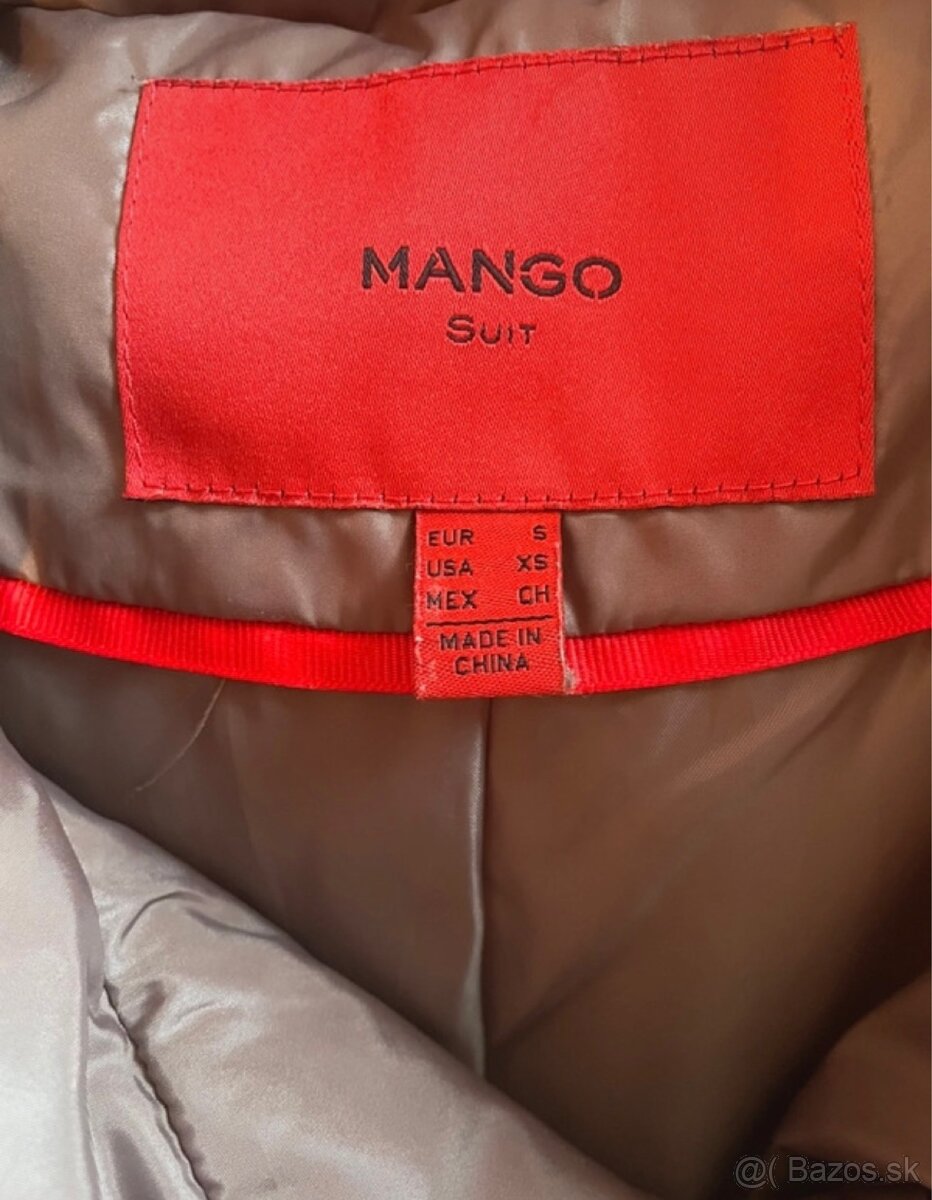 MANGO
SUIT
EUR S
USA XS
MEX CH
MADE IN
CHINA
@( Bazos.sk